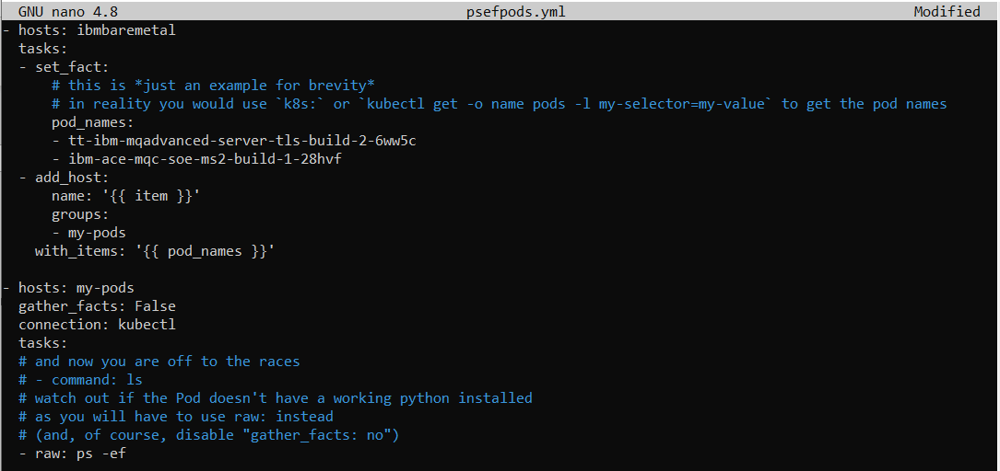 GNU nano 4.8 psefpods.yml Modified
- hosts: ibmbaremetal
  tasks:
  - set_fact:
      # this is *just an example for brevity*
      # in reality you would use `k8s:` or `kubectl get -o name pods -l my-selector=my-value` to get the pod names
      pod_names:
      - tt-ibm-mqadvanced-server-tls-build-2-6ww5c
      - ibm-ace-mqc-soe-ms2-build-1-28hvf
  - add_host:
      name: '{{ item }}'
      groups:
      - my-pods
    with_items: '{{ pod_names }}'

- hosts: my-pods
  gather_facts: False
  connection: kubectl
  tasks:
  # and now you are off to the races
  # - command: ls
  # watch out if the Pod doesn't have a working python installed
  # as you will have to use raw: instead
  # (and, of course, disable "gather_facts: no")
  - raw: ps -ef